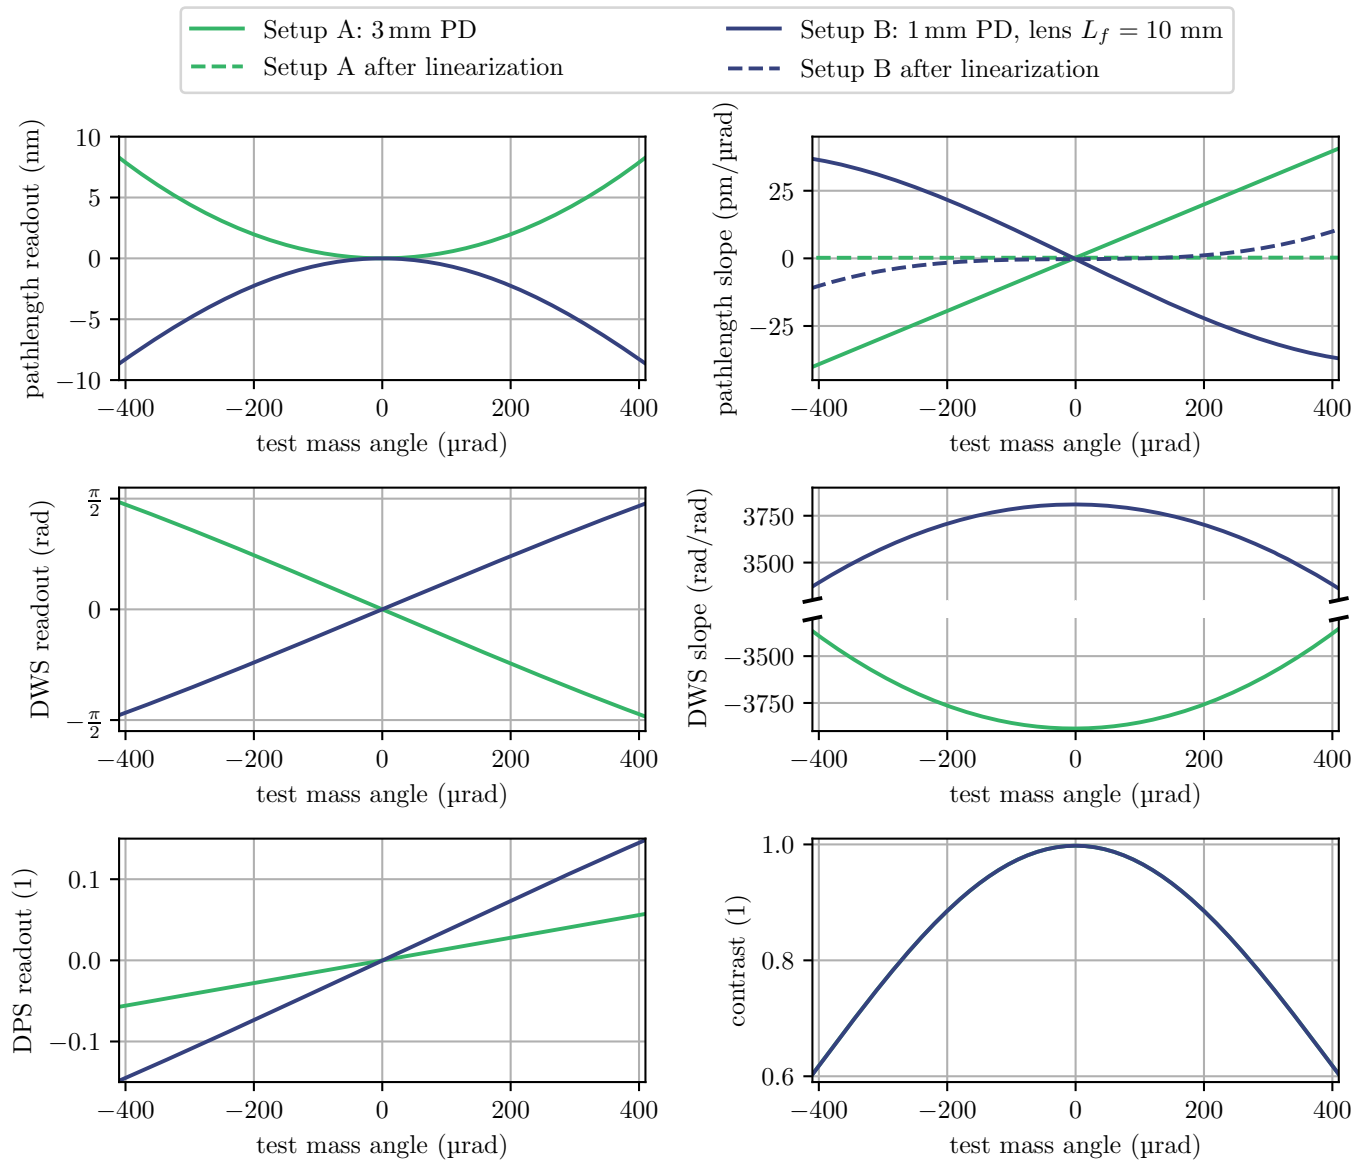 Setup A: 3 mm PD
Setup B: 1 mm PD, lens L_f = 10 mm
Setup A after linearization
Setup B after linearization
pathlength readout (nm)
10
5
0
−5
−10
−400 −200 0 200 400
test mass angle (µrad)
pathlength slope (pm/µrad)
25
0
−25
−400 −200 0 200 400
test mass angle (µrad)
DWS readout (rad)
π/2
0
−π/2
−400 −200 0 200 400
test mass angle (µrad)
DWS slope (rad/rad)
3750
3500
−3500
−3750
−400 −200 0 200 400
test mass angle (µrad)
DPS readout (1)
0.1
0.0
−0.1
−400 −200 0 200 400
test mass angle (µrad)
contrast (1)
1.0
0.8
0.6
−400 −200 0 200 400
test mass angle (µrad)